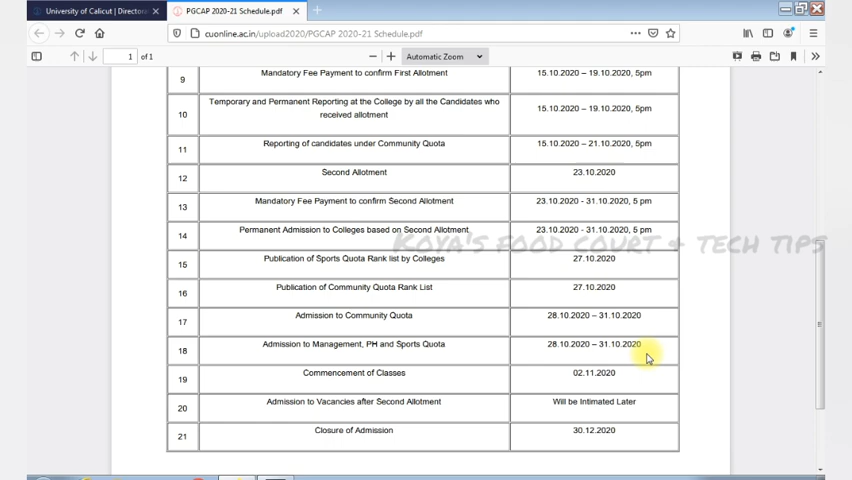 University of Calicut | Directora
PGCAP 2020-21 Schedule.pdf
cuonline.ac.in/upload2020/PGCAP 2020-21 Schedule.pdf
1 of 1
Automatic Zoom
9 Mandatory Fee Payment to confirm First Allotment 15.10.2020 – 19.10.2020, 5pm
10 Temporary and Permanent Reporting at the College by all the Candidates who received allotment 15.10.2020 – 19.10.2020, 5pm
11 Reporting of candidates under Community Quota 15.10.2020 – 21.10.2020, 5pm
12 Second Allotment 23.10.2020
13 Mandatory Fee Payment to confirm Second Allotment 23.10.2020 - 31.10.2020, 5 pm
14 Permanent Admission to Colleges based on Second Allotment 23.10.2020 - 31.10.2020, 5 pm
KOYA'S FOOD COURT & TECH TIPS
15 Publication of Sports Quota Rank list by Colleges 27.10.2020
16 Publication of Community Quota Rank List 27.10.2020
17 Admission to Community Quota 28.10.2020 – 31.10.2020
18 Admission to Management, PH and Sports Quota 28.10.2020 – 31.10.2020
19 Commencement of Classes 02.11.2020
20 Admission to Vacancies after Second Allotment Will be Intimated Later
21 Closure of Admission 30.12.2020